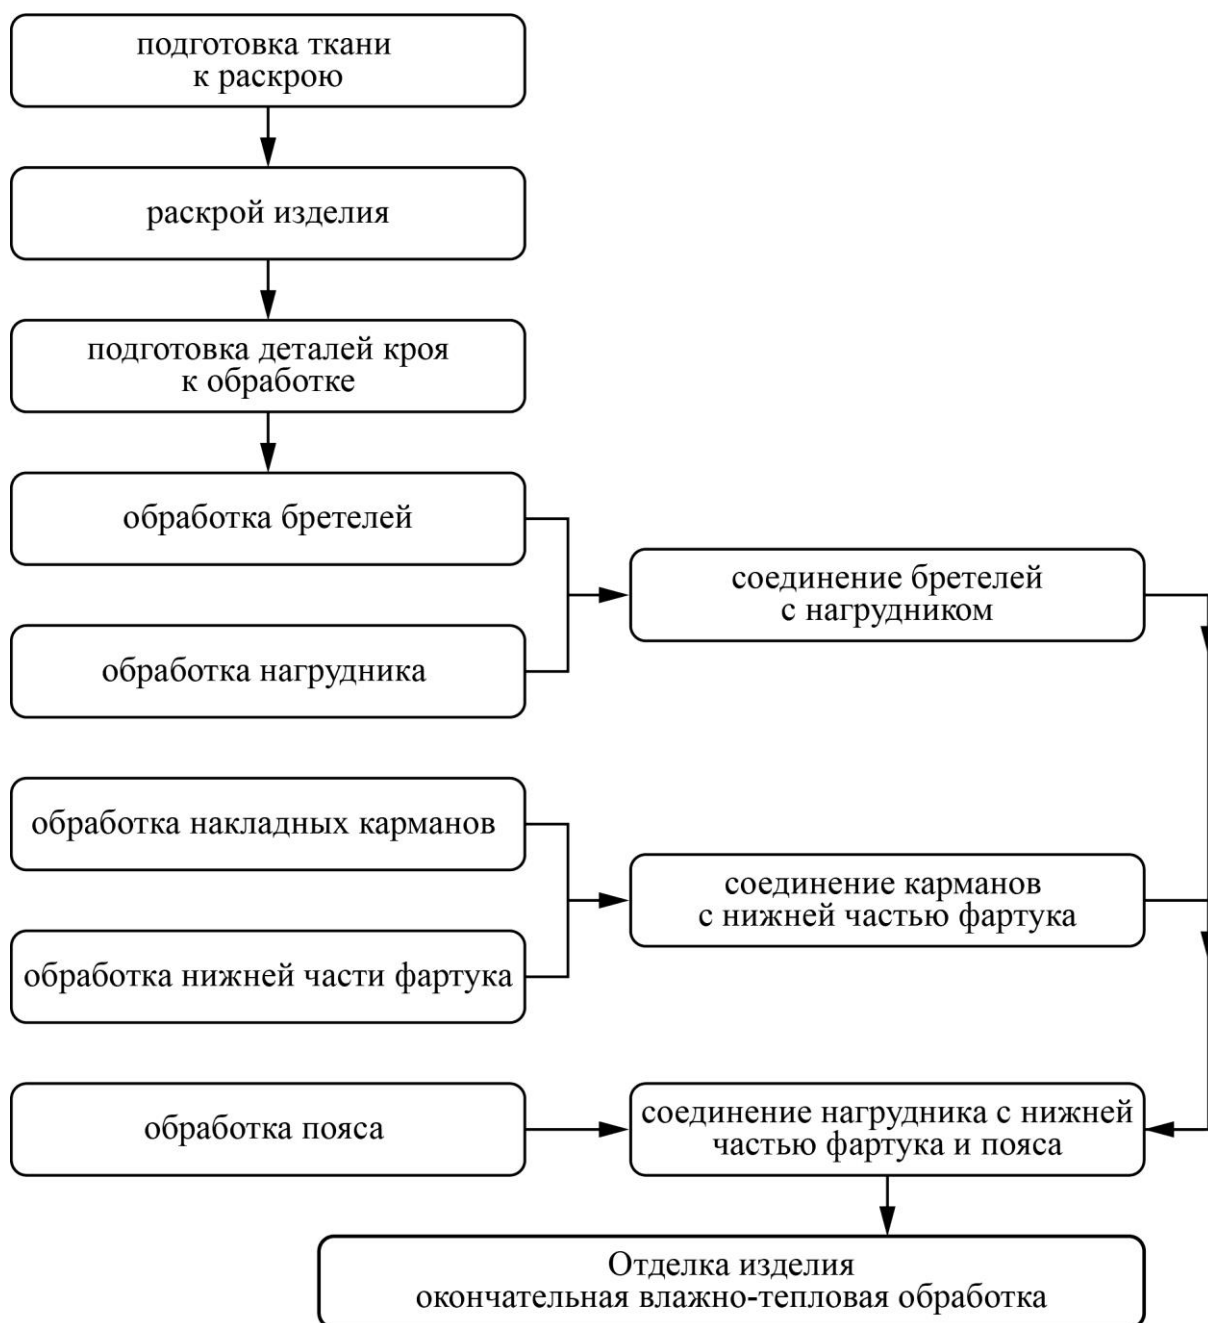 подготовка ткани
к раскрою
раскрой изделия
подготовка деталей кроя
к обработке
обработка бретелей
соединение бретелей
с нагрудником
обработка нагрудника
обработка накладных карманов
соединение карманов
с нижней частью фартука
обработка нижней части фартука
обработка пояса
соединение нагрудника с нижней
частью фартука и пояса
Отделка изделия
окончательная влажно-тепловая обработка